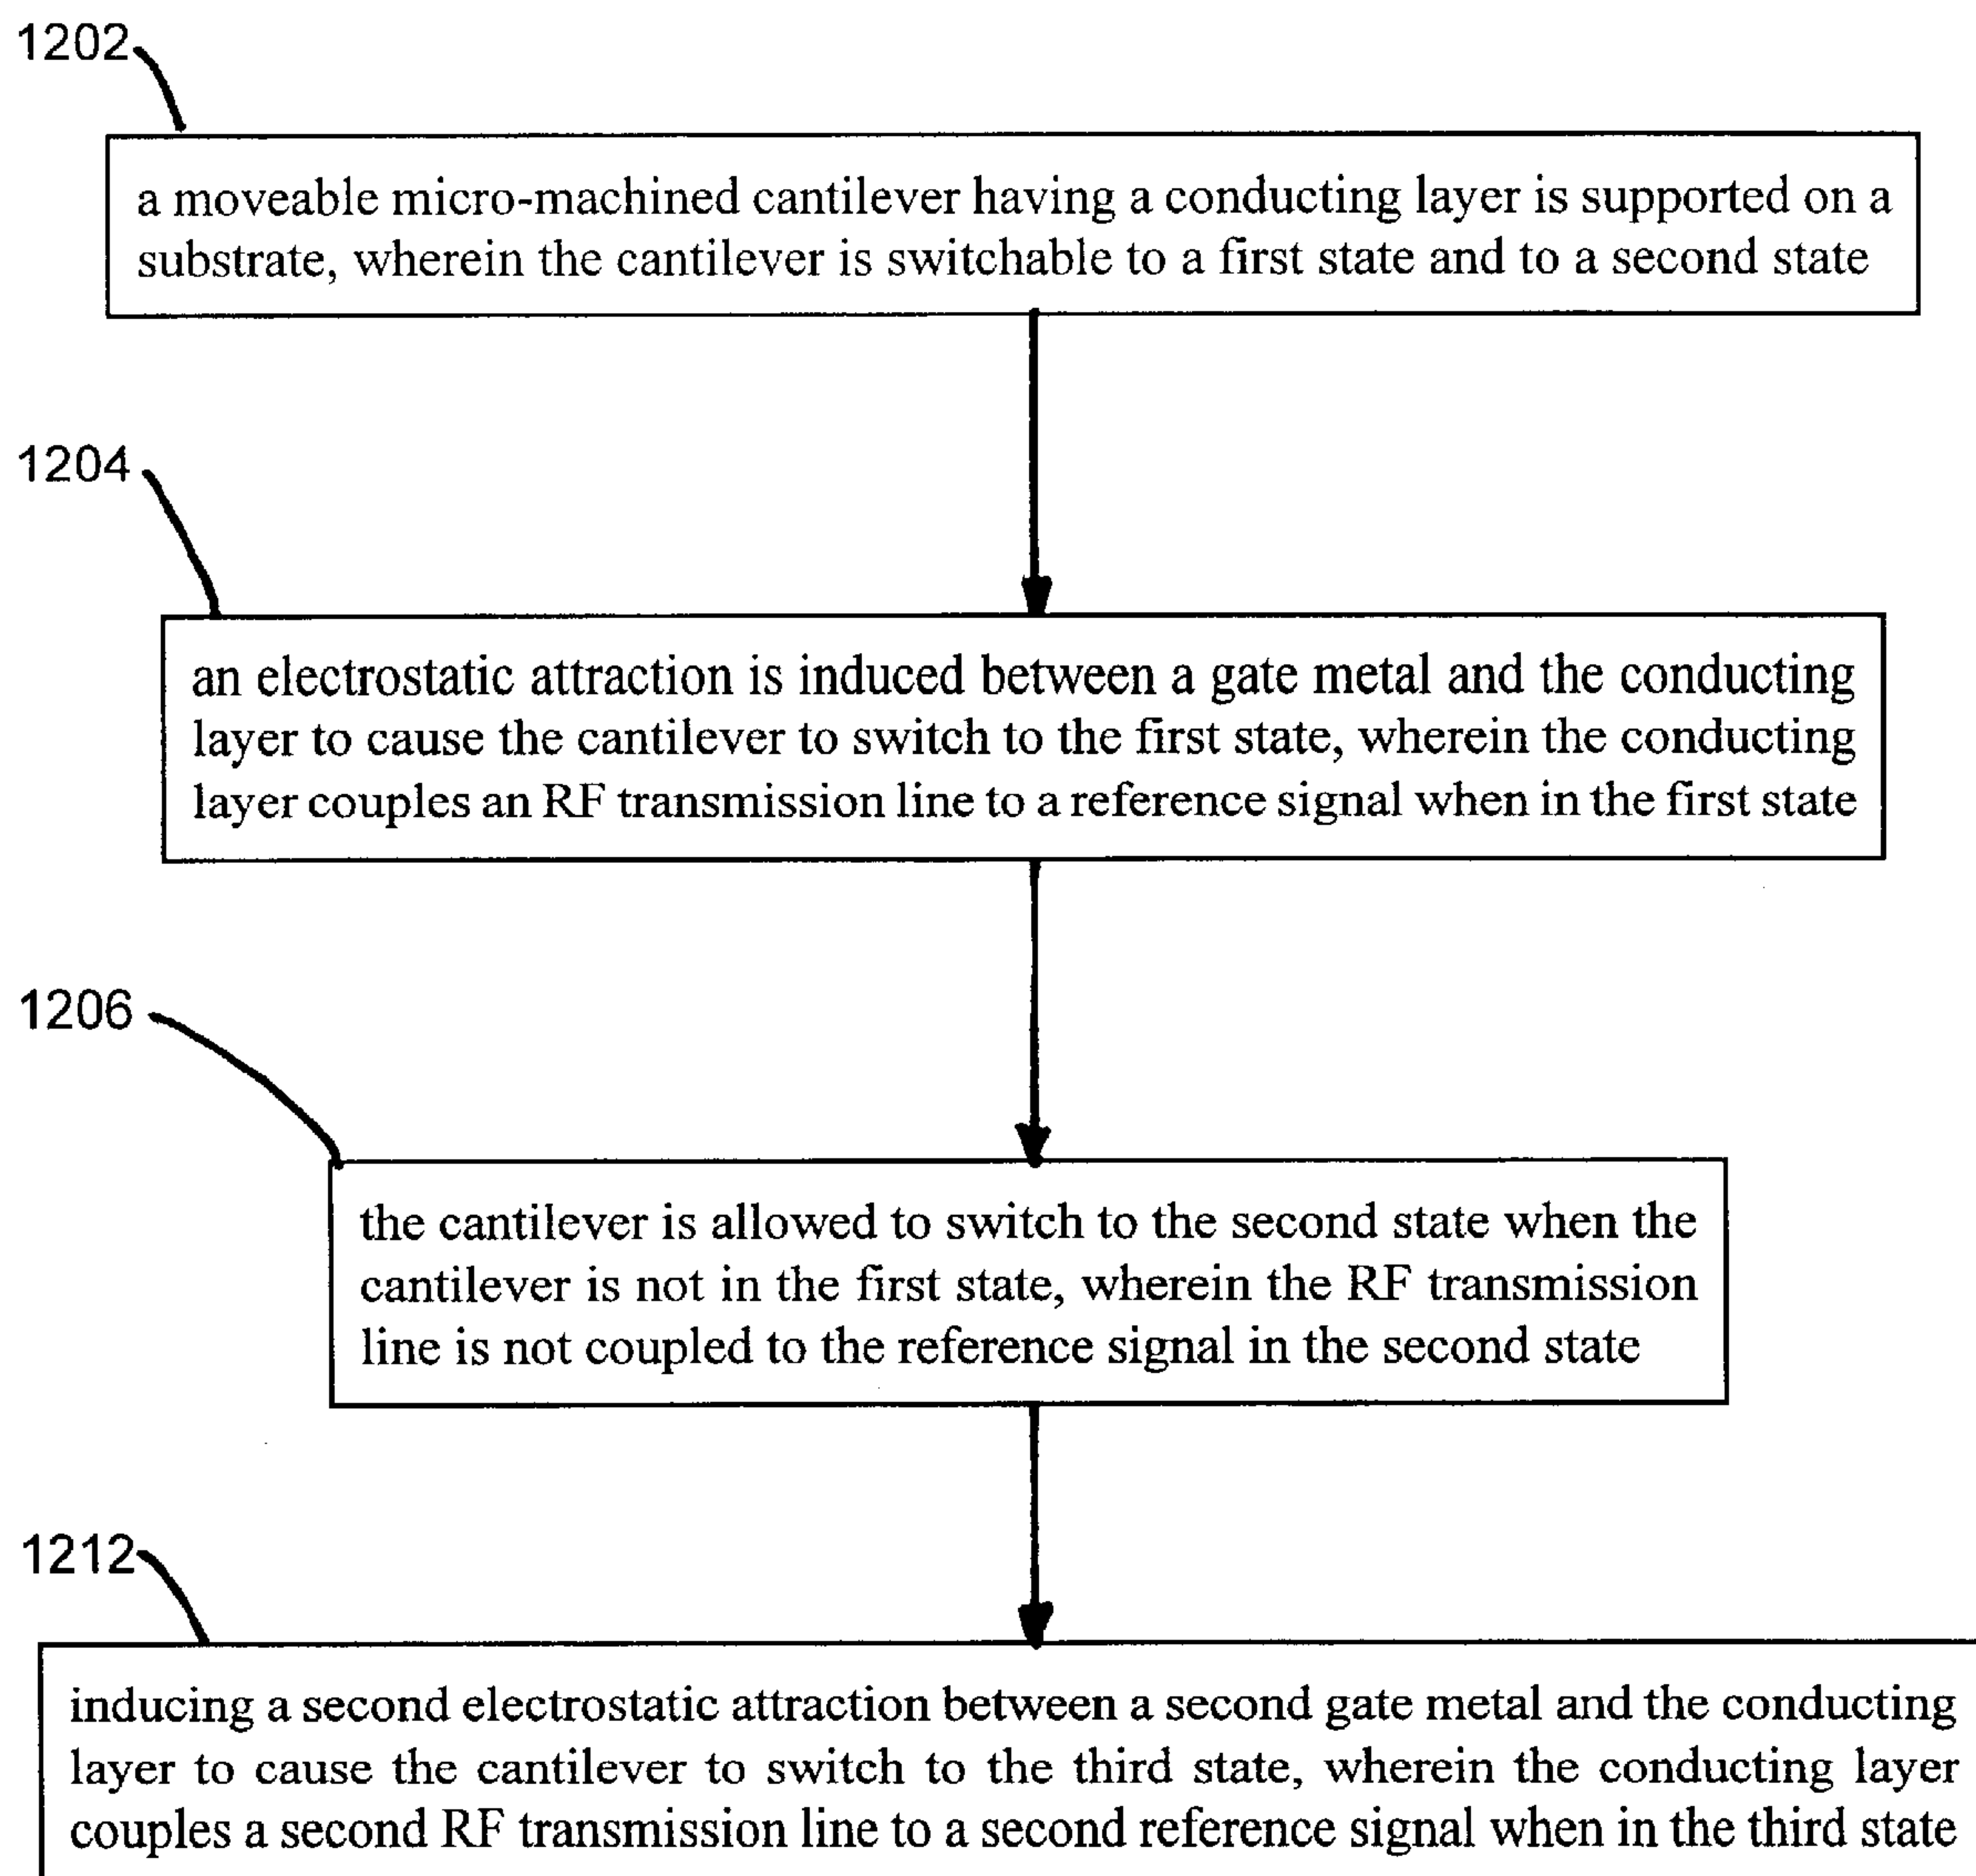 1202
a moveable micro-machined cantilever having a conducting layer is supported on a
substrate, wherein the cantilever is switchable to a first state and to a second state
1204
an electrostatic attraction is induced between a gate metal and the conducting
layer to cause the cantilever to switch to the first state, wherein the conducting
layer couples an RF transmission line to a reference signal when in the first state
1206
the cantilever is allowed to switch to the second state when the
cantilever is not in the first state, wherein the RF transmission
line is not coupled to the reference signal in the second state
1212
inducing a second electrostatic attraction between a second gate metal and the conducting
layer to cause the cantilever to switch to the third state, wherein the conducting layer
couples a second RF transmission line to a second reference signal when in the third state